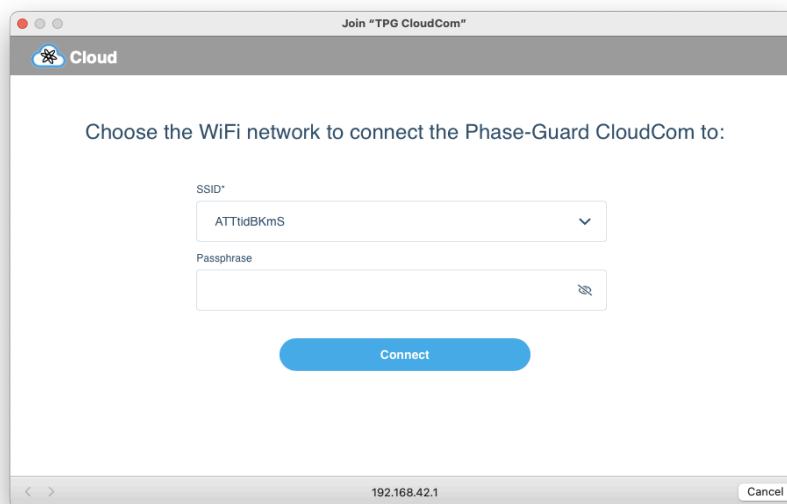 Join “TPG CloudCom”
Cloud
Choose the WiFi network to connect the Phase-Guard CloudCom to:
SSID*
ATTtidBKmS
Passphrase
Connect
192.168.42.1
Cancel